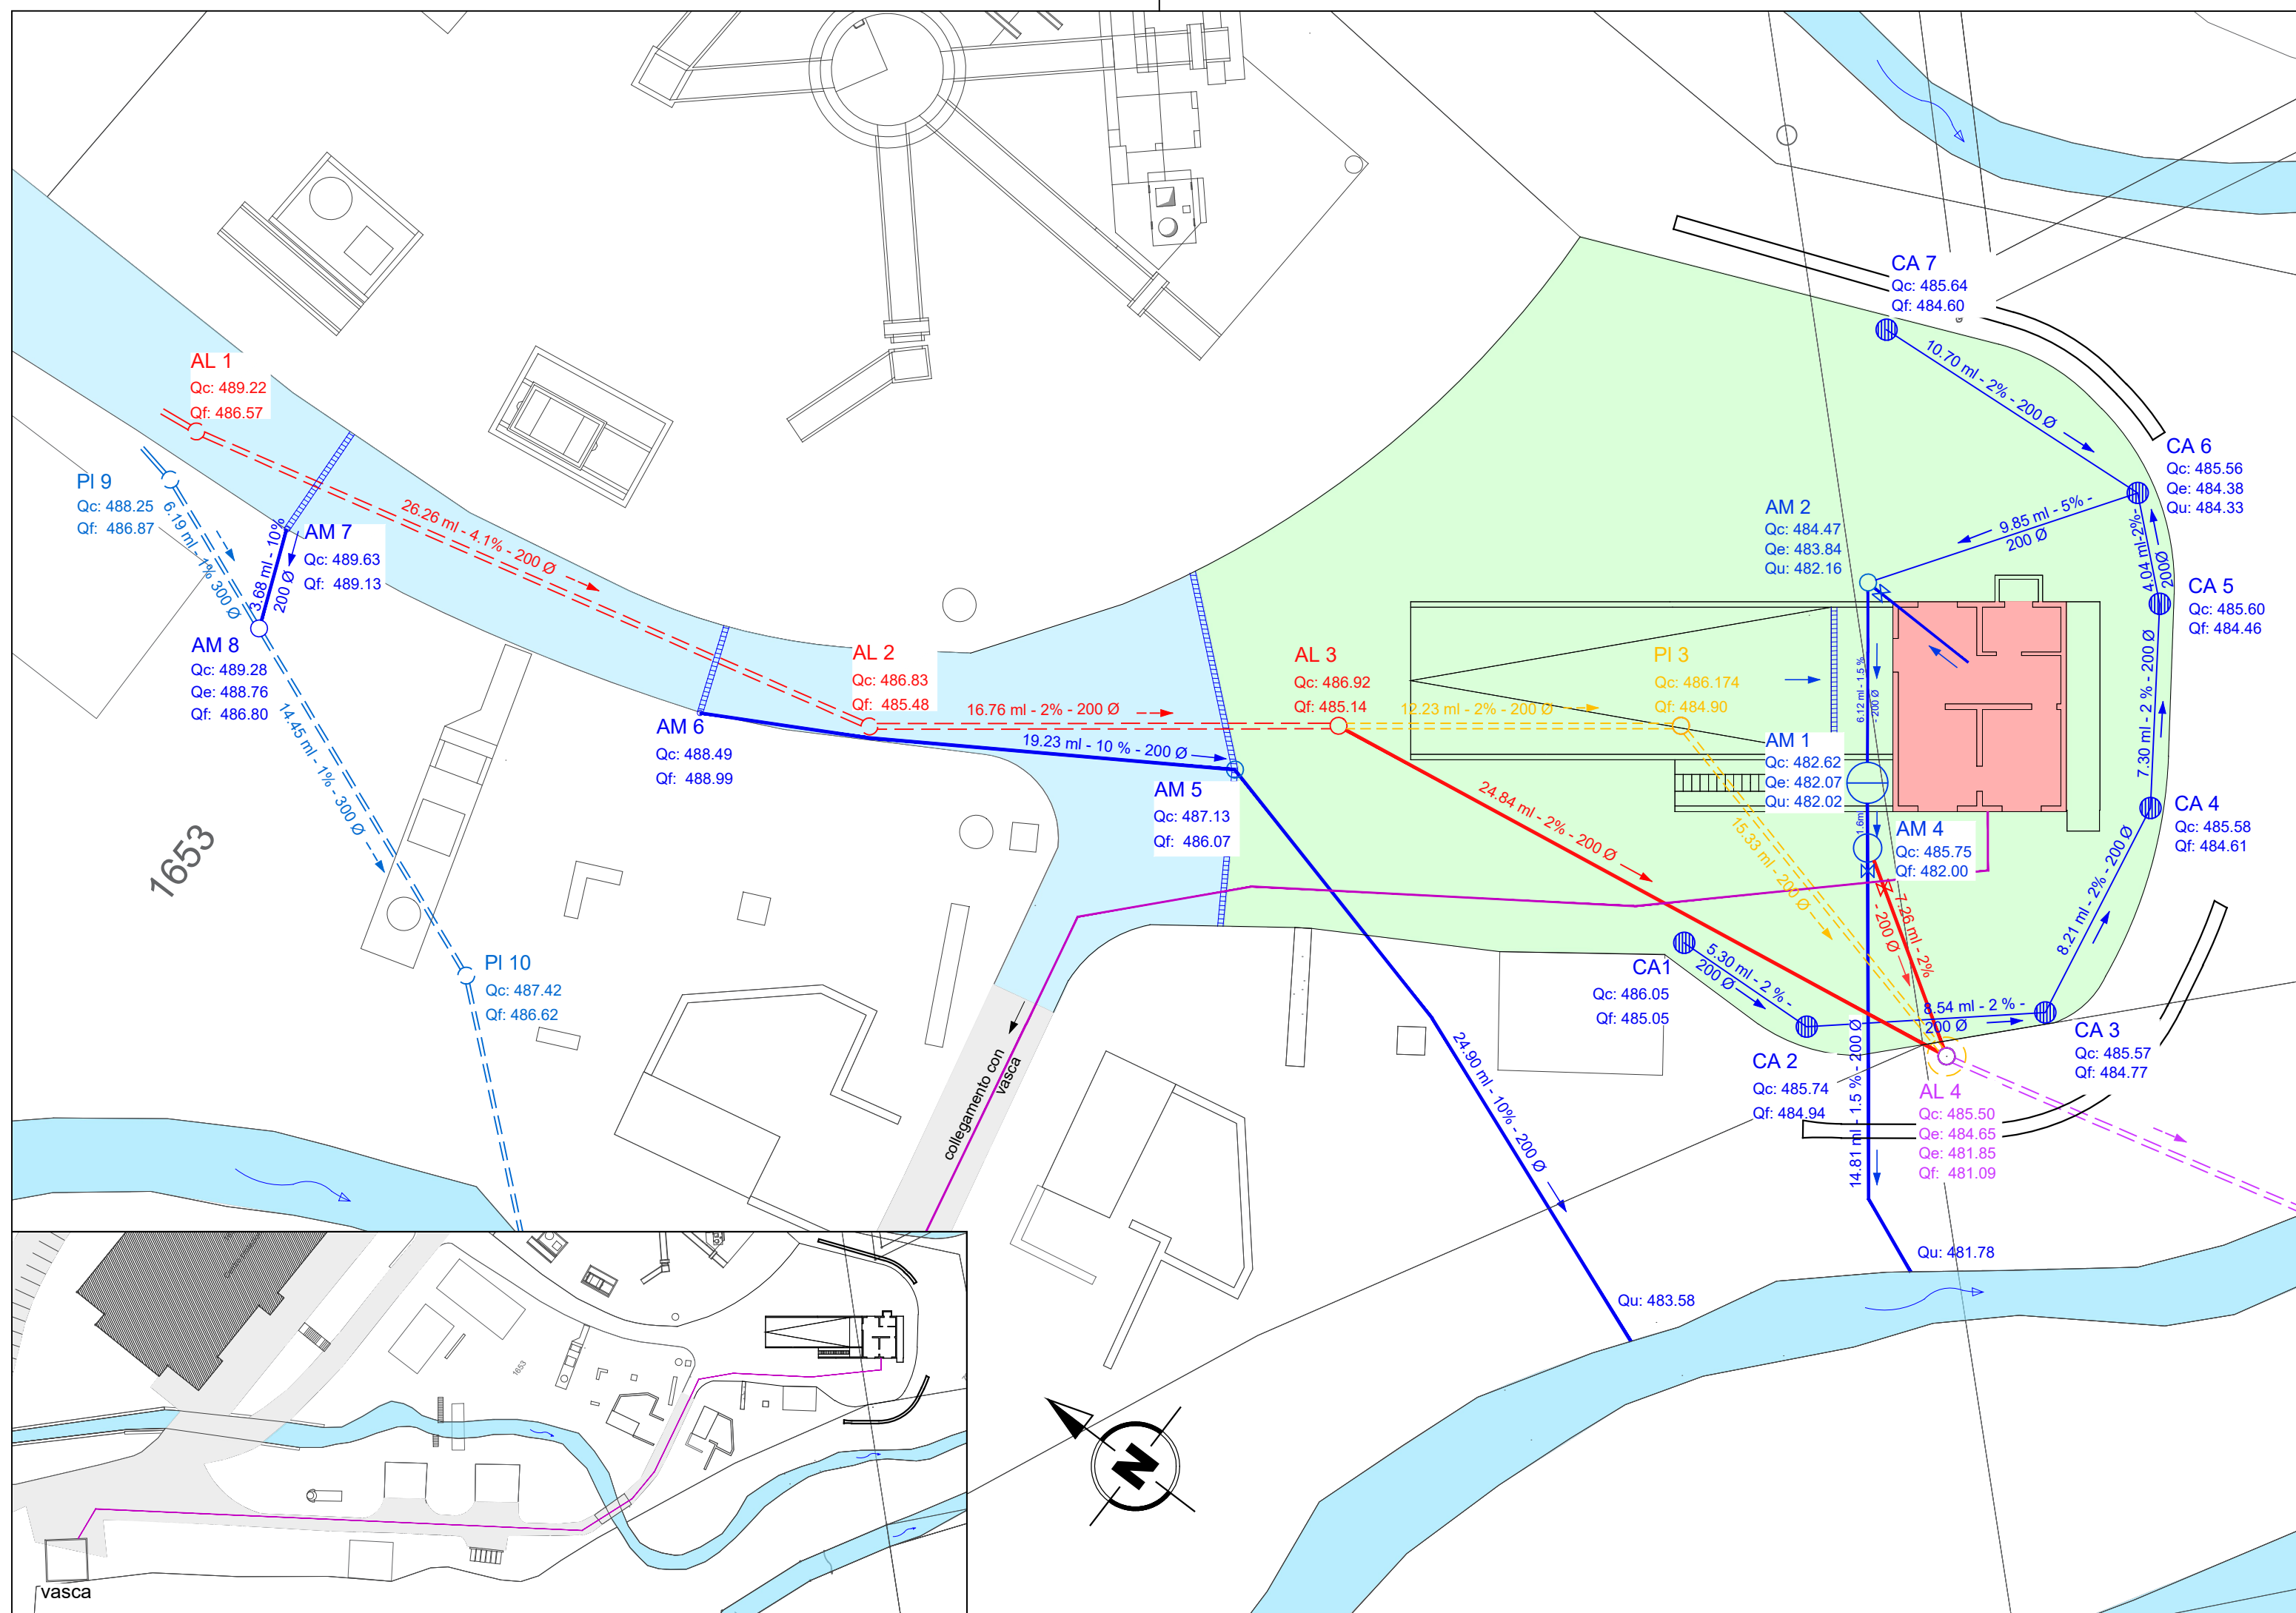 CA 7
Qc: 485.64
Qf: 484.60
10.70 ml - 2% - 200 Ø
AL 1
Qc: 489.22
Qf: 486.57
CA 6
Qc: 485.56
Qe: 484.38
Qu: 484.33
PI 9
Qc: 488.25
Qf: 486.87
6.19 ml - 1% 300 Ø
AM 7
Qc: 489.63
Qf: 489.13
3.68 ml - 10%
200 Ø
26.26 ml - 4.1% - 200 Ø
AM 2
Qc: 484.47
Qe: 483.84
Qu: 482.16
9.85 ml - 5% -
200 Ø
4.04 ml-2%-
200Ø
CA 5
Qc: 485.60
Qf: 484.46
AM 8
Qc: 489.28
Qe: 488.76
Qf: 486.80
14.45 ml - 1% - 300 Ø
AL 2
Qc: 486.83
Qf: 485.48
AL 3
Qc: 486.92
Qf: 485.14
PI 3
Qc: 486.174
Qf: 484.90
6.12 ml - 1.5 %
- 200 Ø
7.30 ml - 2 % - 200 Ø
16.76 ml - 2% - 200 Ø
12.23 ml - 2% - 200 Ø
AM 6
Qc: 488.49
Qf: 488.99
19.23 ml - 10 % - 200 Ø
AM 1
Qc: 482.62
Qe: 482.07
Qu: 482.02
AM 5
Qc: 487.13
Qf: 486.07
24.84 ml - 2% - 200 Ø
15.33 ml - 200 Ø
1.6m
AM 4
Qc: 485.75
Qf: 482.00
CA 4
Qc: 485.58
Qf: 484.61
8.21 ml - 2% - 200 Ø
1653
7.26 ml - 2%
- 200 Ø
PI 10
Qc: 487.42
Qf: 486.62
CA1
Qc: 486.05
Qf: 485.05
5.30 ml - 2 % -
200 Ø
8.54 ml - 2 % -
200 Ø
CA 3
Qc: 485.57
Qf: 484.77
CA 2
Qc: 485.74
Qf: 484.94
AL 4
Qc: 485.50
Qe: 484.65
Qe: 481.85
Qf: 481.09
collegamento con
vasca
24.90 ml - 10% - 200 Ø
14.81 ml - 1.5 % - 200 Ø
Qu: 481.78
Qu: 483.58
1653
N
vasca